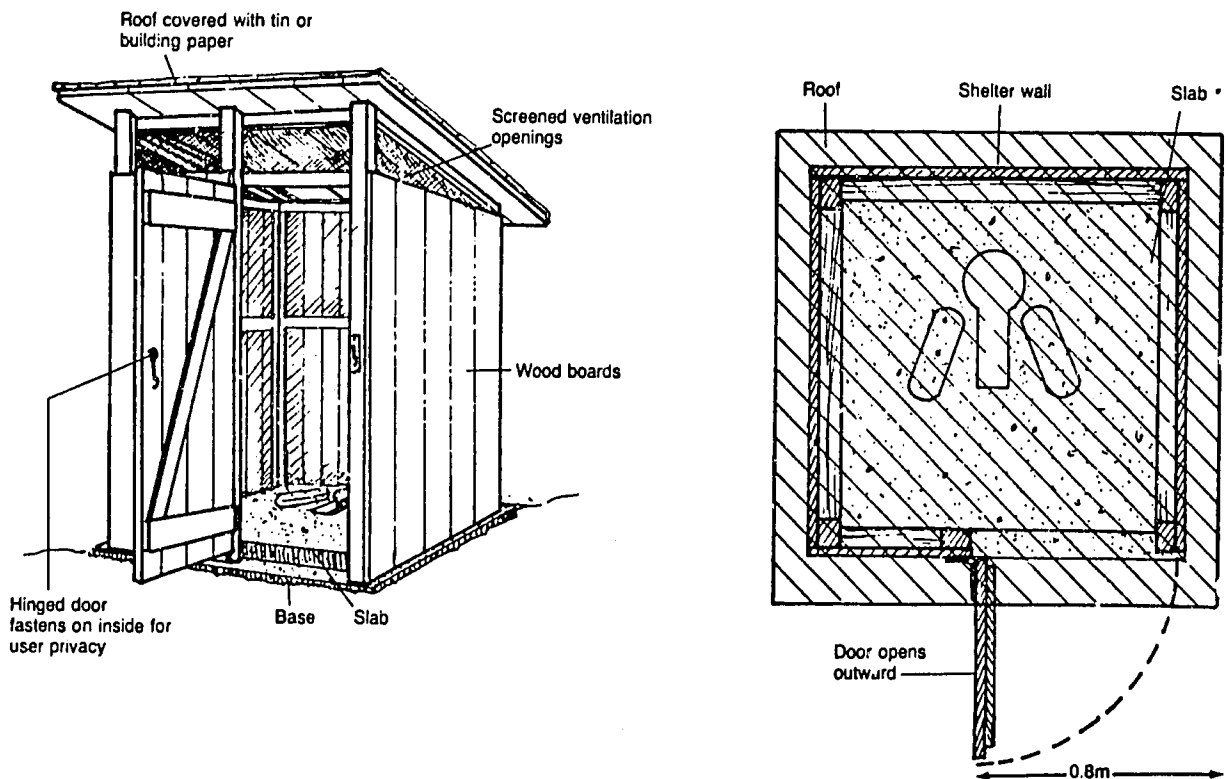 Roof covered with tin or
building paper
Screened ventilation
openings
Wood boards
Hinged door
fastens on inside for
user privacy
Base
Slab
Roof
Shelter wall
Slab
Door opens
outward
0.8m